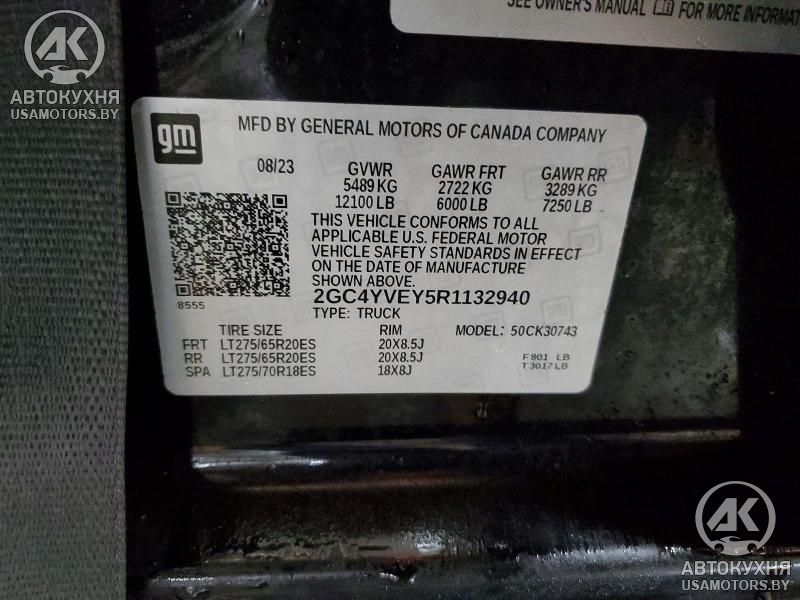 SEE OWNER'S MANUAL FOR MORE INFORMAT
AK
АВТОКУХНЯ
USAMOTORS.BY
gm
MFD BY GENERAL MOTORS OF CANADA COMPANY
08/23 GVWR GAWR FRT GAWR RR
5489 KG 2722 KG 3289 KG
12100 LB 6000 LB 7250 LB
THIS VEHICLE CONFORMS TO ALL
APPLICABLE U.S. FEDERAL MOTOR
VEHICLE SAFETY STANDARDS IN EFFECT
ON THE DATE OF MANUFACTURE
SHOWN ABOVE.
8555
2GC4YVEY5R1132940
TYPE: TRUCK
TIRE SIZE RIM MODEL: 50CK30743
FRT LT275/65R20ES 20X8.5J
RR LT275/65R20ES 20X8.5J F 801 LB
SPA LT275/70R18ES 18X8J T 3017 LB
AK
АВТОКУХНЯ
USAMOTORS.BY